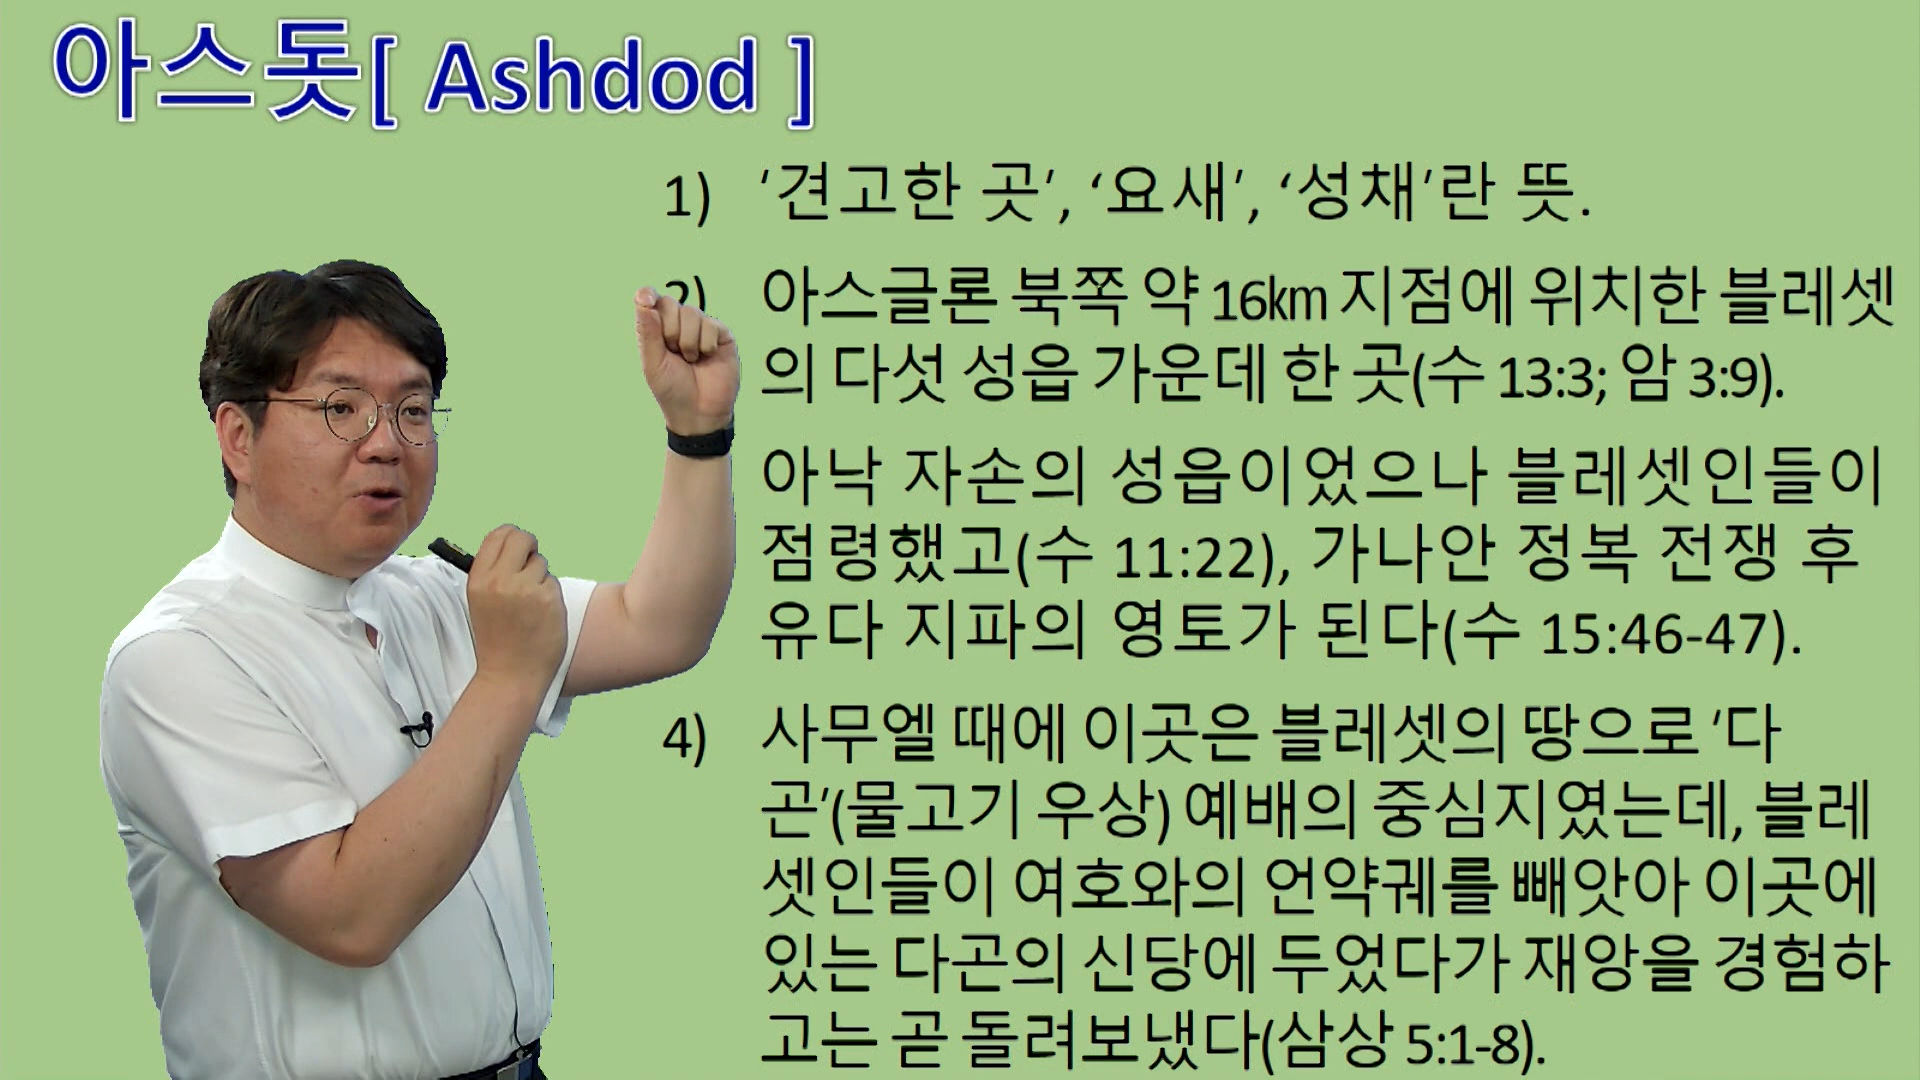 아스돗[ Ashdod ]
1) '견고한 곳', '요새', '성채'란 뜻.
2) 아스글론 북쪽 약 16㎞ 지점에 위치한 블레셋
의 다섯 성읍 가운데 한 곳(수 13:3; 암 3:9).
아낙 자손의 성읍이었으나 블레셋인들이
점령했고(수 11:22), 가나안 정복 전쟁 후
유다 지파의 영토가 된다(수 15:46-47).
4) 사무엘 때에 이곳은 블레셋의 땅으로 '다
곤'(물고기 우상) 예배의 중심지였는데, 블레
셋인들이 여호와의 언약궤를 빼앗아 이곳에
있는 다곤의 신당에 두었다가 재앙을 경험하
고는 곧 돌려보냈다(삼상 5:1-8).